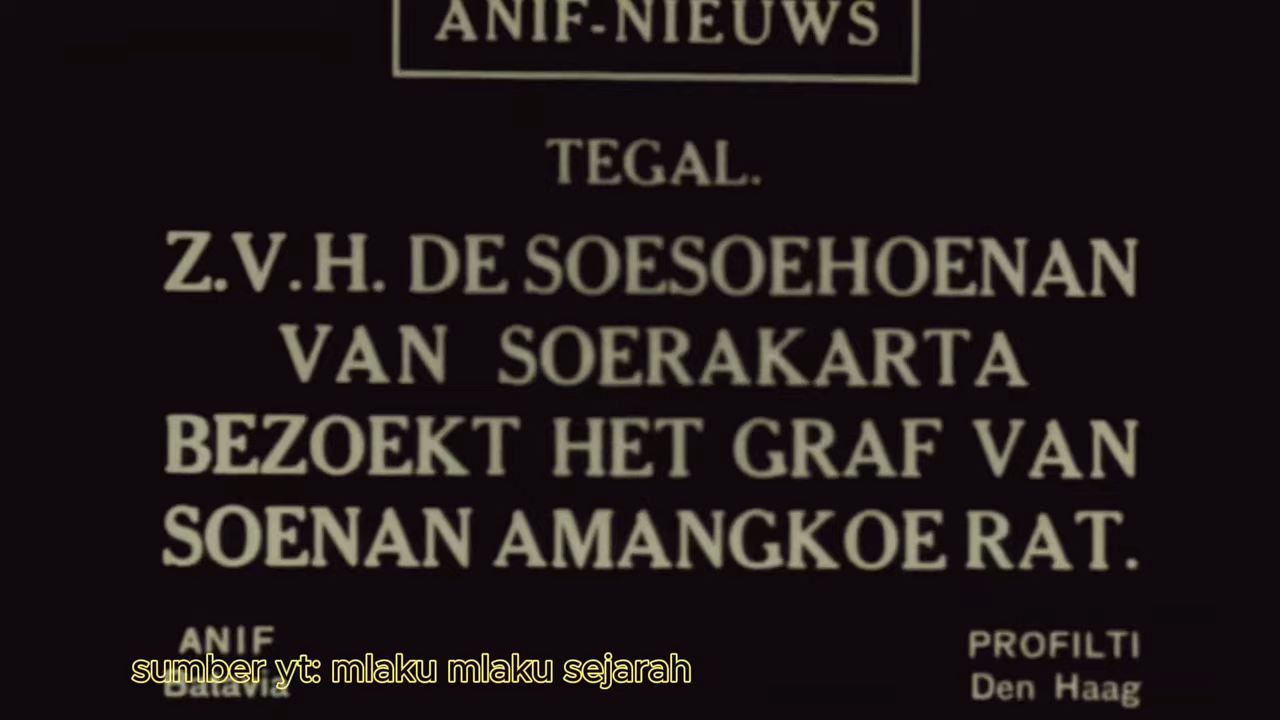 ANIF-NIEUWS
TEGAL.
Z.V.H. DE SOESOEHOENAN
VAN SOERAKARTA
BEZOEKT HET GRAF VAN
SOENAN AMANGKOE RAT.
ANIF
Batavia
PROFILTI
Den Haag
sumber yt: mlaku mlaku sejarah